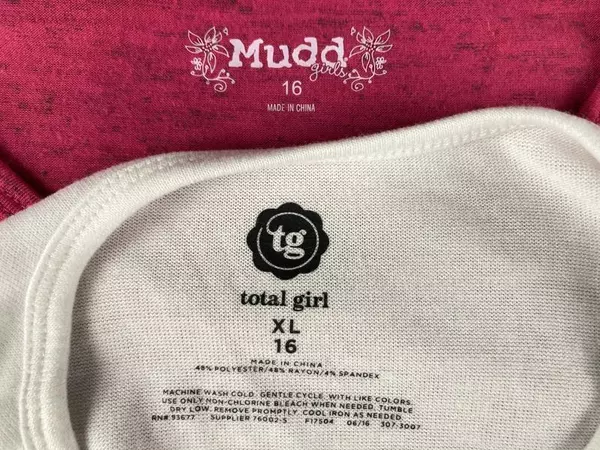 Mudd
girls
16
MADE IN CHINA
tg
total girl
XL
16
MADE IN CHINA
48% POLYESTER/48% RAYON/4% SPANDEX
MACHINE WASH COLD. GENTLE CYCLE. WITH LIKE COLORS.
USE ONLY NON-CHLORINE BLEACH WHEN NEEDED. TUMBLE
DRY LOW. REMOVE PROMPTLY. COOL IRON AS NEEDED.
RN# 93677 SUPPLIER 76002-5 F17504 06/16 307-3007